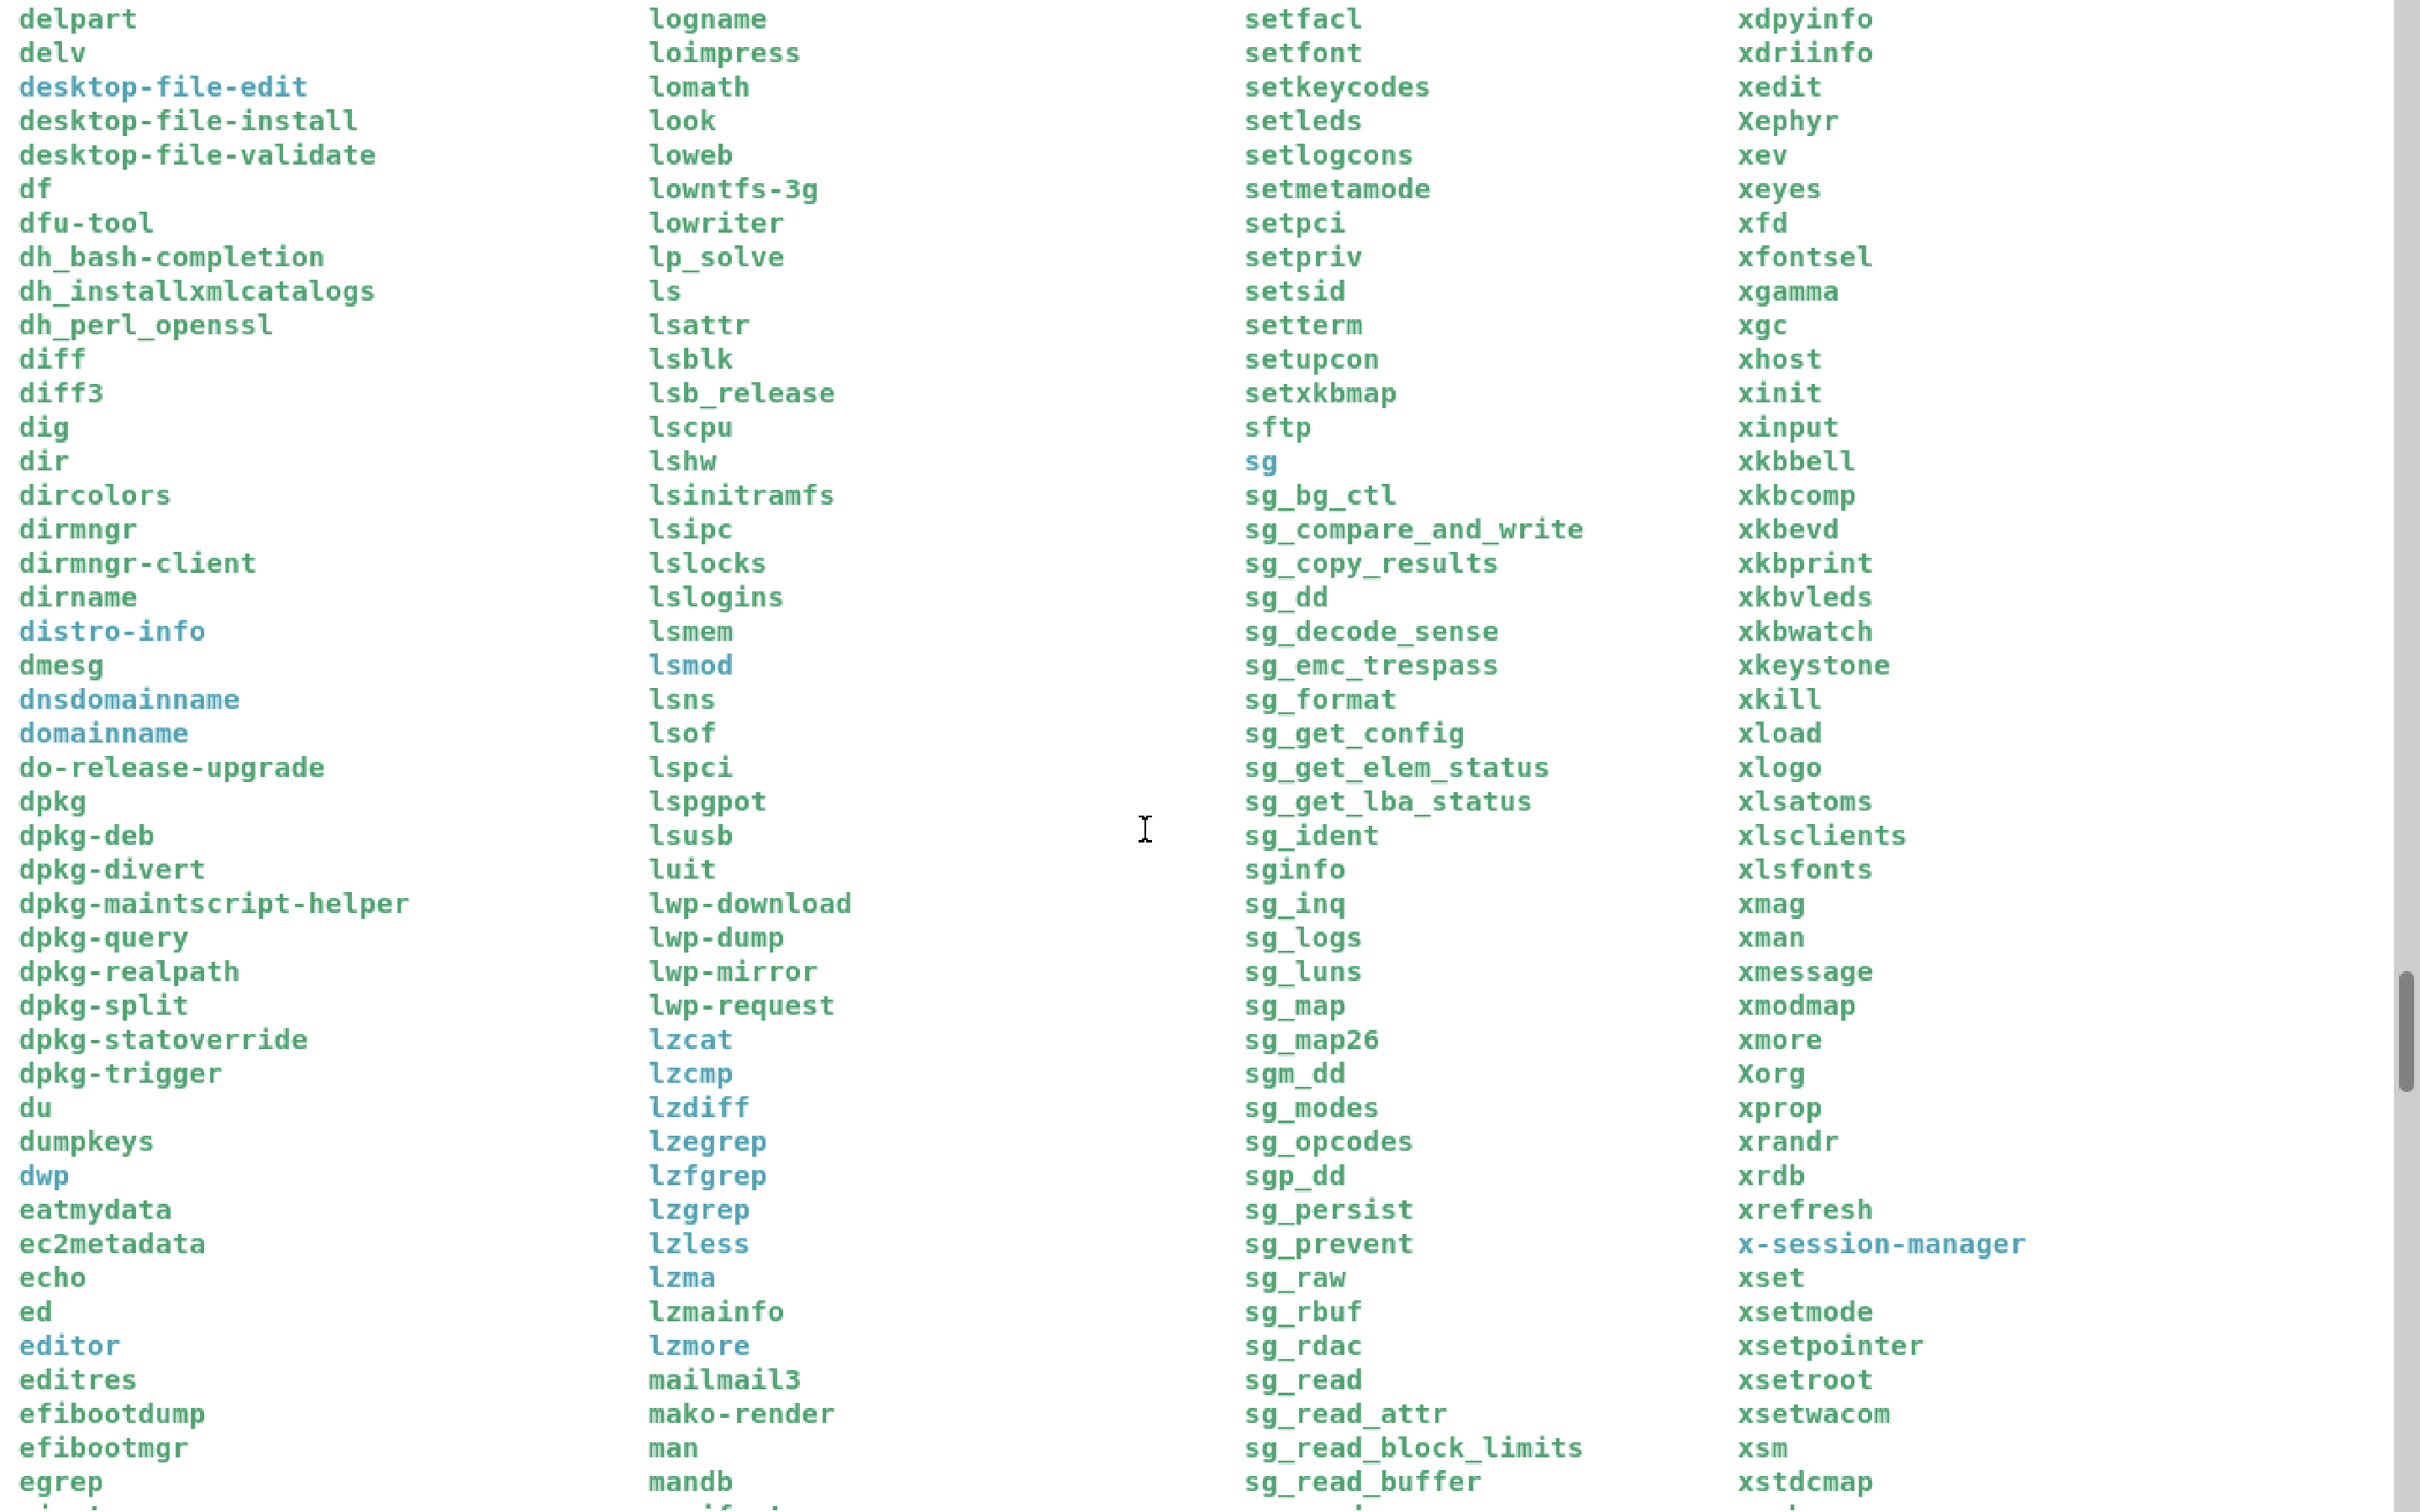 delpart logname setfacl xdpyinfo
delv loimpress setfont xdriinfo
desktop-file-edit lomath setkeycodes xedit
desktop-file-install look setleds Xephyr
desktop-file-validate loweb setlogcons xev
df lowntfs-3g setmetamode xeyes
dfu-tool lowriter setpci xfd
dh_bash-completion lp_solve setpriv xfontsel
dh_installxmlcatalogs ls setsid xgamma
dh_perl_openssl lsattr setterm xgc
diff lsblk setupcon xhost
diff3 lsb_release setxkbmap xinit
dig lscpu sftp xinput
dir lshw sg xkbbell
dircolors lsinitramfs sg_bg_ctl xkbcomp
dirmngr lsipc sg_compare_and_write xkbevd
dirmngr-client lslocks sg_copy_results xkbprint
dirname lslogins sg_dd xkbvleds
distro-info lsmem sg_decode_sense xkbwatch
dmesg lsmod sg_emc_trespass xkeystone
dnsdomainname lsns sg_format xkill
domainname lsof sg_get_config xload
do-release-upgrade lspci sg_get_elem_status xlogo
dpkg lspgpot sg_get_lba_status xlsatoms
dpkg-deb lsusb sg_ident xlsclients
dpkg-divert luit sginfo xlsfonts
dpkg-maintscript-helper lwp-download sg_inq xmag
dpkg-query lwp-dump sg_logs xman
dpkg-realpath lwp-mirror sg_luns xmessage
dpkg-split lwp-request sg_map xmodmap
dpkg-statoverride lzcat sg_map26 xmore
dpkg-trigger lzcmp sgm_dd Xorg
du lzdiff sg_modes xprop
dumpkeys lzegrep sg_opcodes xrandr
dwp lzfgrep sgp_dd xrdb
eatmydata lzgrep sg_persist xrefresh
ec2metadata lzless sg_prevent x-session-manager
echo lzma sg_raw xset
ed lzmainfo sg_rbuf xsetmode
editor lzmore sg_rdac xsetpointer
editres mailmail3 sg_read xsetroot
efibootdump mako-render sg_read_attr xsetwacom
efibootmgr man sg_read_block_limits xsm
egrep mandb sg_read_buffer xstdcmap